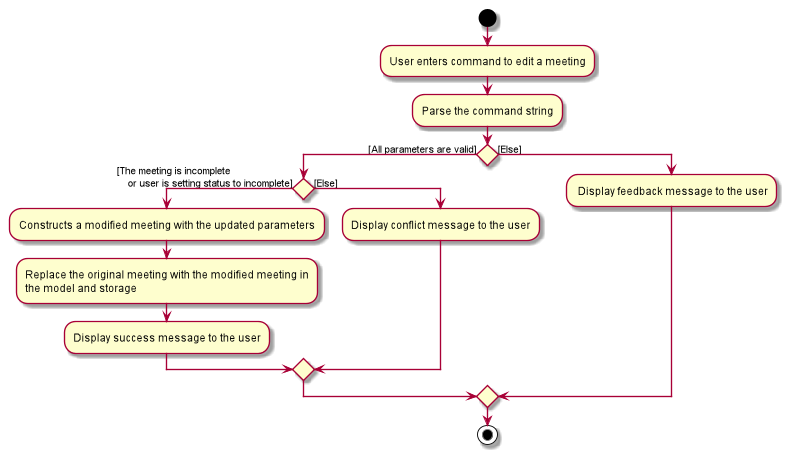 User enters command to edit a meeting
Parse the command string
[All parameters are valid]
[Else]
[The meeting is incomplete
or user is setting status to incomplete]
[Else]
Display feedback message to the user
Constructs a modified meeting with the updated parameters
Display conflict message to the user
Replace the original meeting with the modified meeting in
the model and storage
Display success message to the user